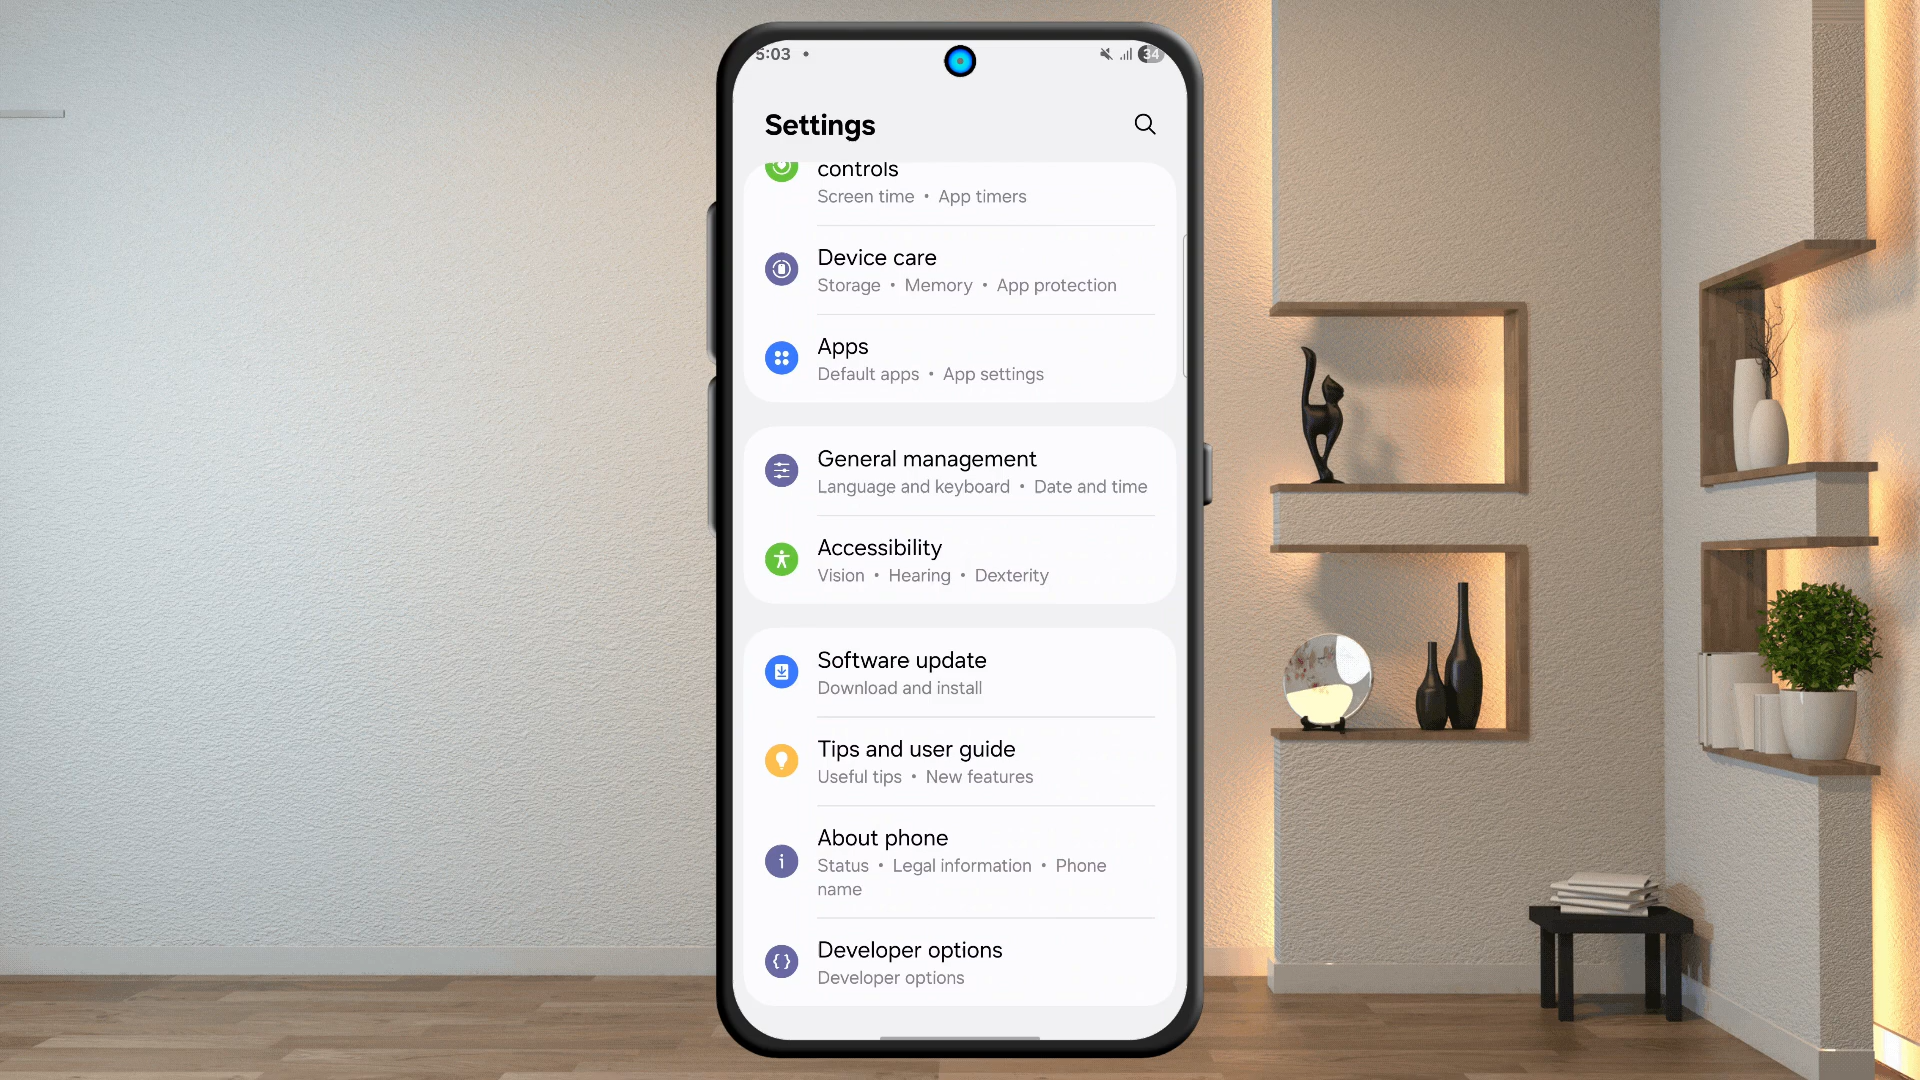 5:03 •
34
Settings
controls
Screen time • App timers
Device care
Storage • Memory • App protection
Apps
Default apps • App settings
General management
Language and keyboard • Date and time
Accessibility
Vision • Hearing • Dexterity
Software update
Download and install
Tips and user guide
Useful tips • New features
About phone
Status • Legal information • Phone
name
Developer options
Developer options